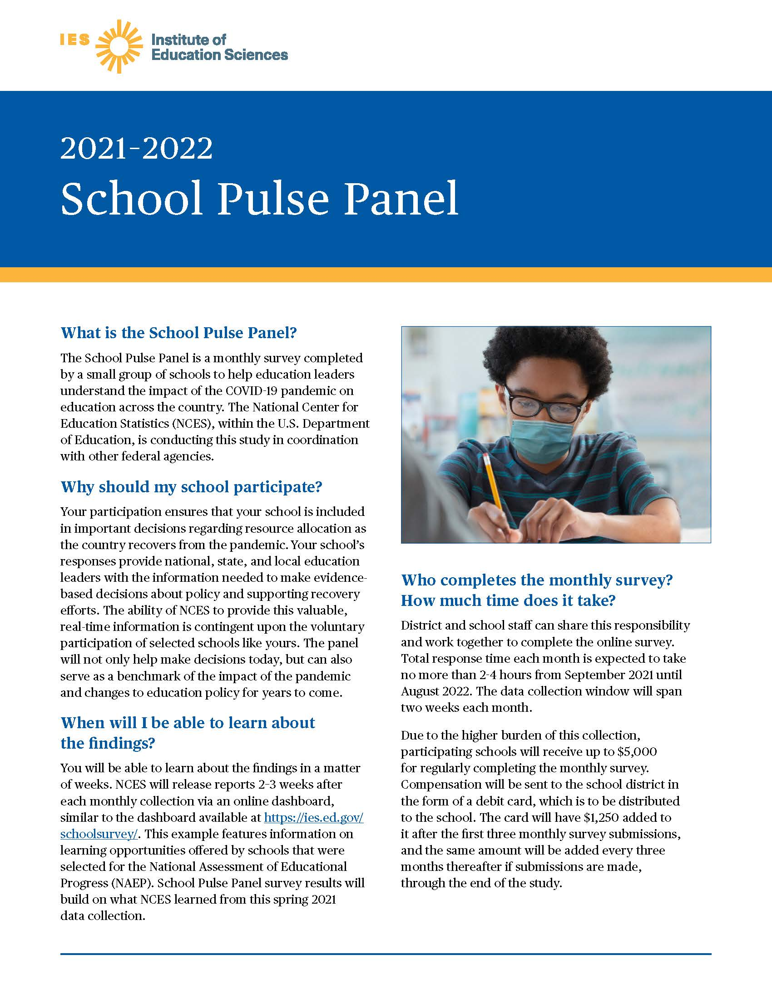 IES
Institute of
Education Sciences
2021-2022
School Pulse Panel
What is the School Pulse Panel?
The School Pulse Panel is a monthly survey completed
by a small group of schools to help education leaders
understand the impact of the COVID-19 pandemic on
education across the country. The National Center for
Education Statistics (NCES), within the U.S. Department
of Education, is conducting this study in coordination
with other federal agencies.
Why should my school participate?
Your participation ensures that your school is included
in important decisions regarding resource allocation as
the country recovers from the pandemic. Your school's
responses provide national, state, and local education
leaders with the information needed to make evidence-
based decisions about policy and supporting recovery
efforts. The ability of NCES to provide this valuable,
real-time information is contingent upon the voluntary
participation of selected schools like yours. The panel
will not only help make decisions today, but can also
serve as a benchmark of the impact of the pandemic
and changes to education policy for years to come.
When will I be able to learn about
the findings?
You will be able to learn about the findings in a matter
of weeks. NCES will release reports 2–3 weeks after
each monthly collection via an online dashboard,
similar to the dashboard available at https://ies.ed.gov/
schoolsurvey/. This example features information on
learning opportunities offered by schools that were
selected for the National Assessment of Educational
Progress (NAEP). School Pulse Panel survey results will
build on what NCES learned from this spring 2021
data collection.
Who completes the monthly survey?
How much time does it take?
District and school staff can share this responsibility
and work together to complete the online survey.
Total response time each month is expected to take
no more than 2-4 hours from September 2021 until
August 2022. The data collection window will span
two weeks each month.
Due to the higher burden of this collection,
participating schools will receive up to $5,000
for regularly completing the monthly survey.
Compensation will be sent to the school district in
the form of a debit card, which is to be distributed
to the school. The card will have $1,250 added to
it after the first three monthly survey submissions,
and the same amount will be added every three
months thereafter if submissions are made,
through the end of the study.